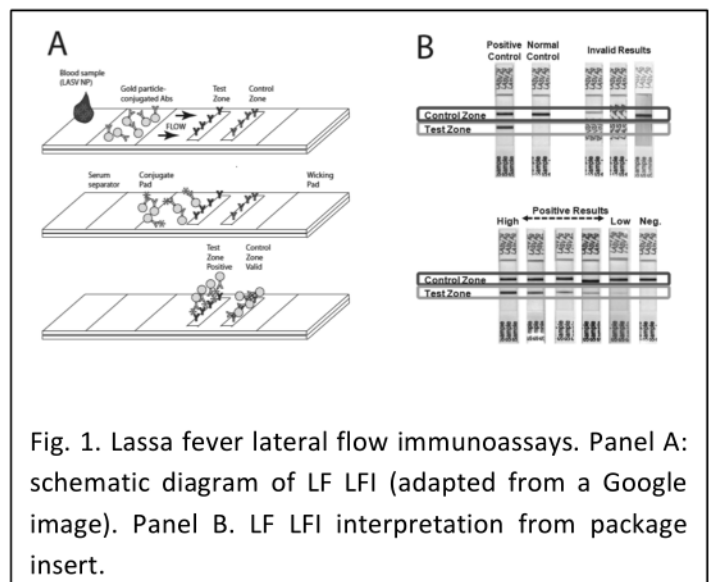 A
Blood sample
(LASV NP)
Gold particle-
conjugated Abs
Test
Zone
Control
Zone
FLOW
Serum
separator
Conjugate
Pad
Wicking
Pad
Test
Zone
Positive
Control
Zone
Valid
B
Positive
Control
Normal
Control
Invalid Results
Control Zone
Test Zone
Positive Results
High
Low
Neg.
Control Zone
Test Zone
Fig. 1. Lassa fever lateral flow immunoassays. Panel A:
schematic diagram of LF LFI (adapted from a Google
image). Panel B. LF LFI interpretation from package
insert.